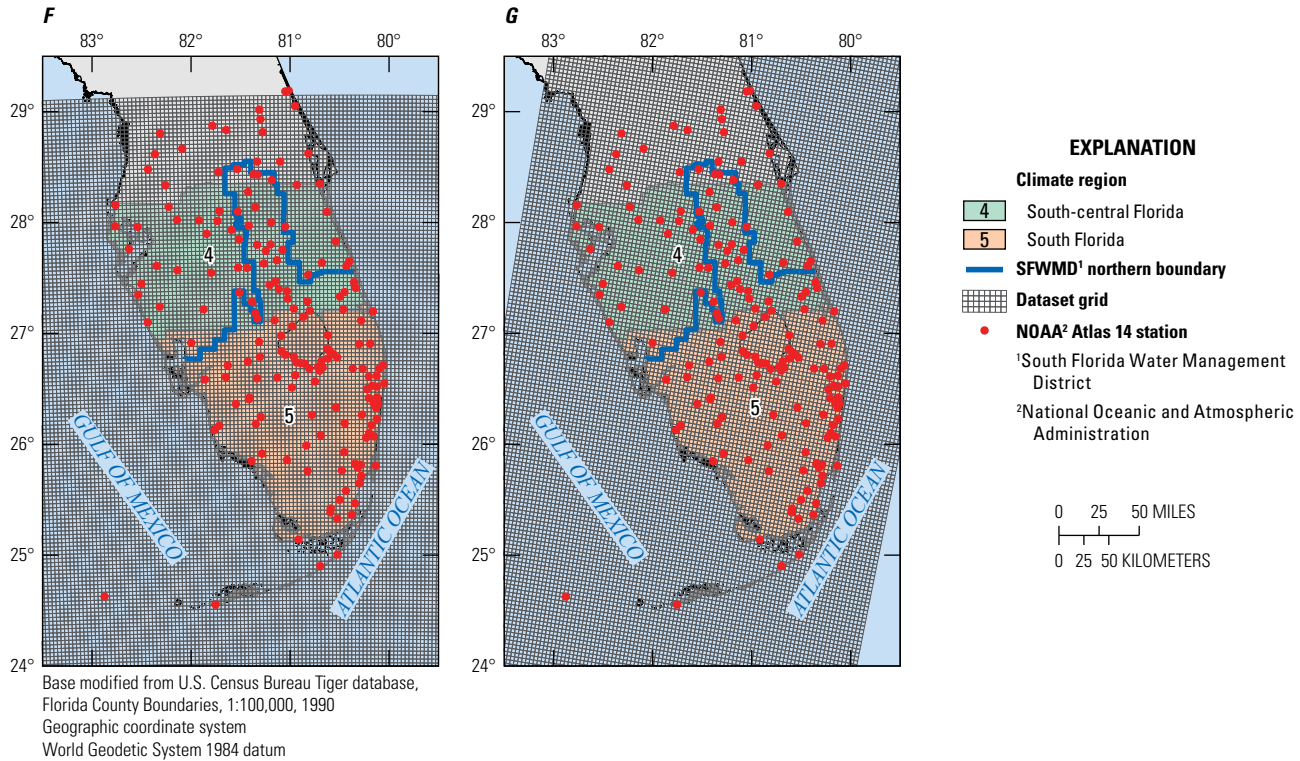 F
83° 82° 81° 80°
29°
28°
27°
26°
25°
24°
4
5
GULF OF MEXICO
ATLANTIC OCEAN
Base modified from U.S. Census Bureau Tiger database,
Florida County Boundaries, 1:100,000, 1990
Geographic coordinate system
World Geodetic System 1984 datum
G
83° 82° 81° 80°
29°
28°
27°
26°
25°
24°
4
5
GULF OF MEXICO
ATLANTIC OCEAN
EXPLANATION
Climate region
4 South-central Florida
5 South Florida
SFWMD¹ northern boundary
Dataset grid
NOAA² Atlas 14 station
¹South Florida Water Management
District
²National Oceanic and Atmospheric
Administration
0 25 50 MILES
0 25 50 KILOMETERS